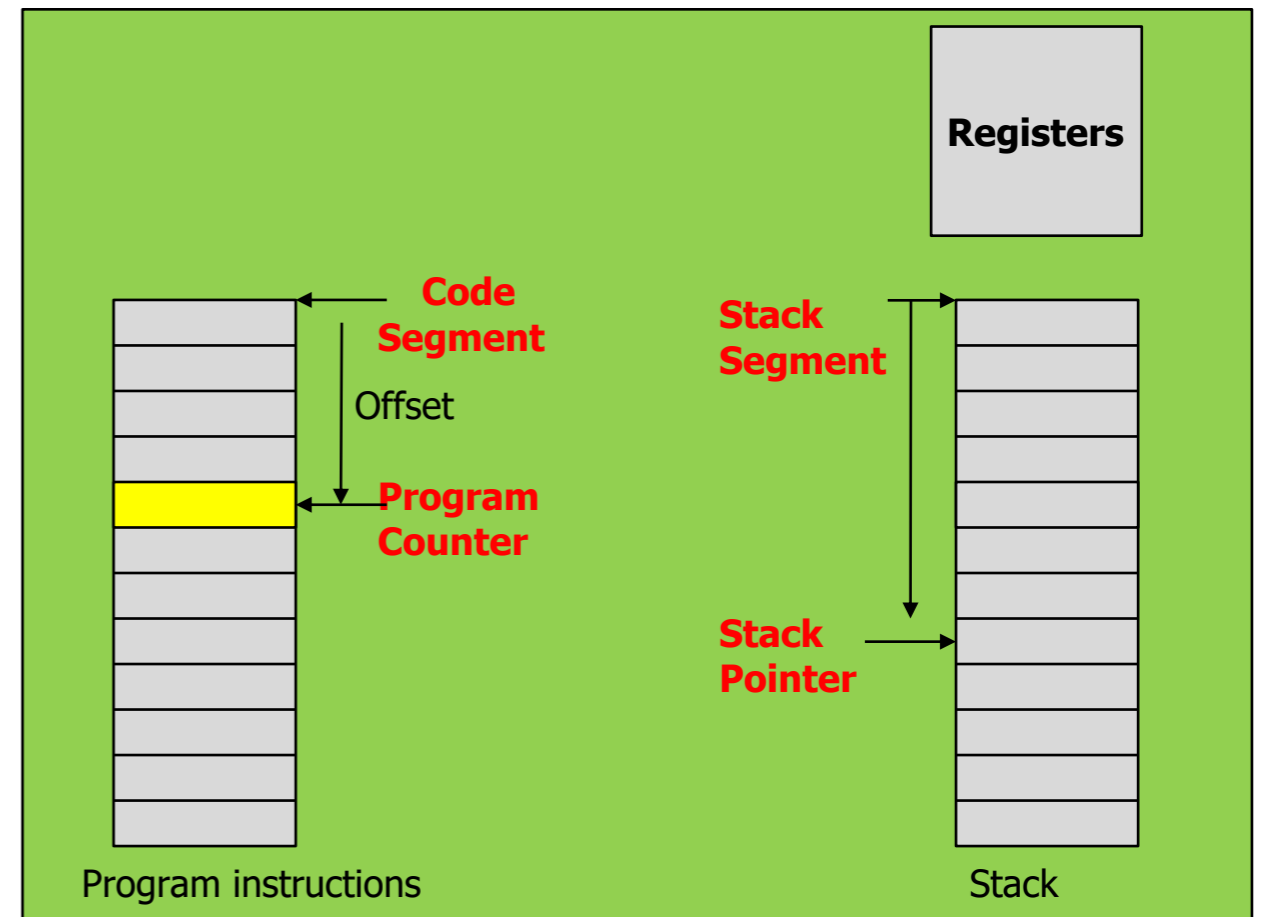 Registers
Code
Segment
Offset
Program
Counter
Stack
Segment
Stack
Pointer
Program instructions
Stack